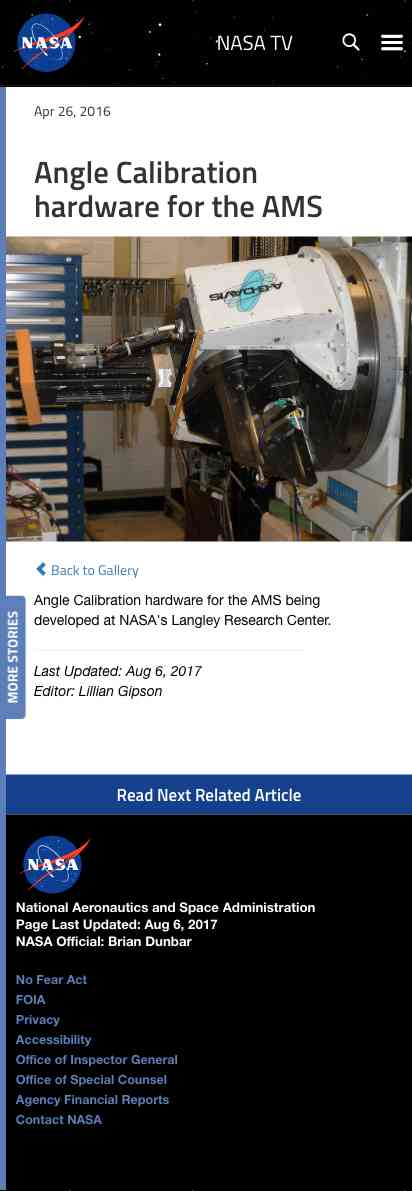 NASA
NASA TV
Apr 26, 2016
Angle Calibration
hardware for the AMS
AG DAVIS
Back to Gallery
Angle Calibration hardware for the AMS being
developed at NASA's Langley Research Center.
MORE STORIES
Last Updated: Aug 6, 2017
Editor: Lillian Gipson
Read Next Related Article
NASA
National Aeronautics and Space Administration
Page Last Updated: Aug 6, 2017
NASA Official: Brian Dunbar
No Fear Act
FOIA
Privacy
Accessibility
Office of Inspector General
Office of Special Counsel
Agency Financial Reports
Contact NASA